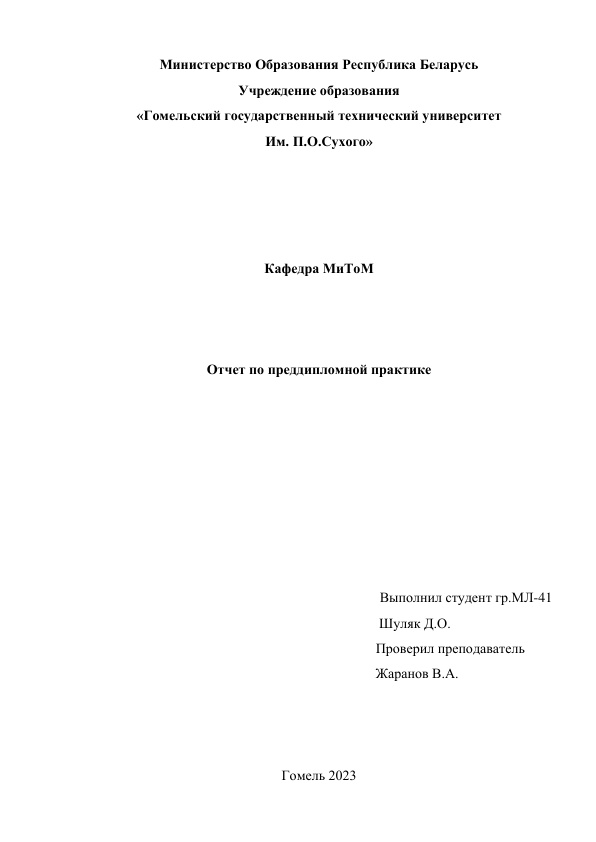 Министерство Образования Республика Беларусь
Учреждение образования
«Гомельский государственный технический университет
Им. П.О.Сухого»
Кафедра МиТоМ
Отчет по преддипломной практике
Выполнил студент гр.МЛ-41
Шуляк Д.О.
Проверил преподаватель
Жаранов В.А.
Гомель 2023